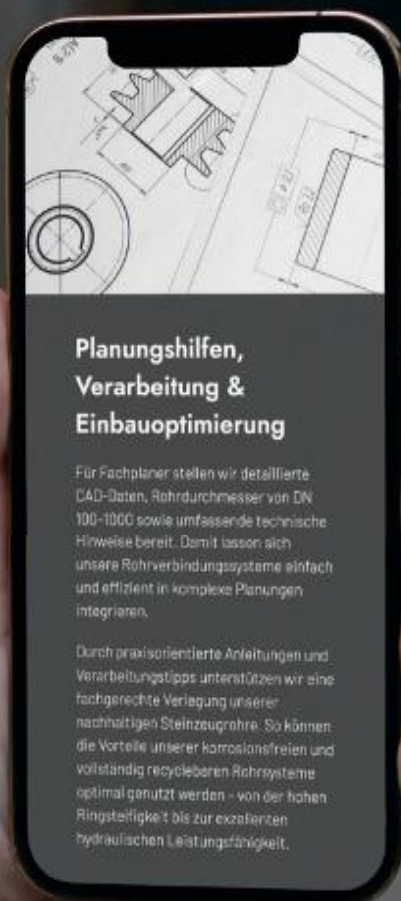 Planungshilfen,
Verarbeitung &
Einbauoptimierung
Für Fachplaner stellen wir detaillierte
CAD-Daten, Rohrdurchmesser von DN
100-1000 sowie umfassende technische
Hinweise bereit. Damit lassen sich
unsere Rohrverbindungssysteme einfach
und effizient in komplexe Planungen
integrieren.
Durch praxisorientierte Anleitungen und
Verarbeitungstipps unterstützen wir eine
fachgerechte Verlegung unserer
nachhaltigen Steinzeugrohre. So können
die Vorteile unserer korrosionsfreien und
vollständig recyclebaren Rohrsysteme
optimal genutzt werden – von der hohen
Ringsteifigkeit bis zur exzellenten
hydraulischen Leistungsfähigkeit.